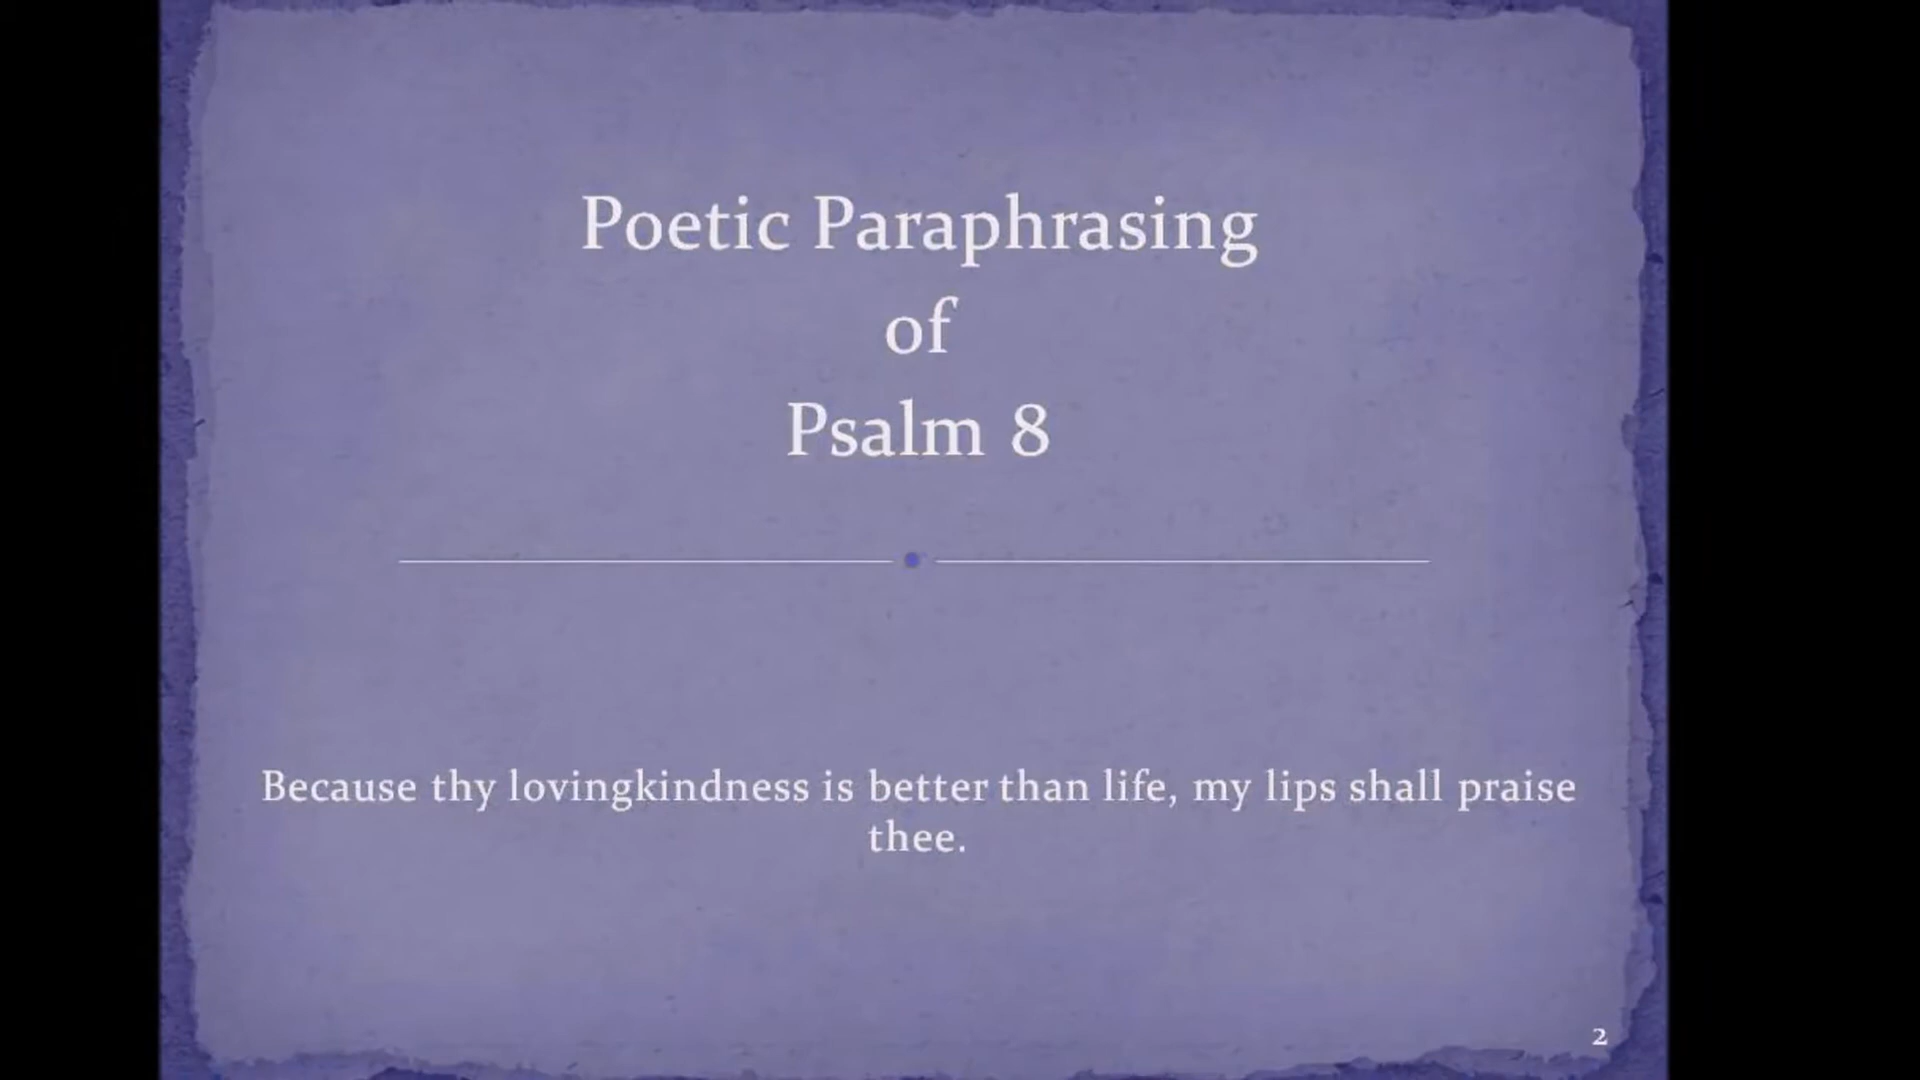 Poetic Paraphrasing
of
Psalm 8
Because thy lovingkindness is better than life, my lips shall praise
thee.
2